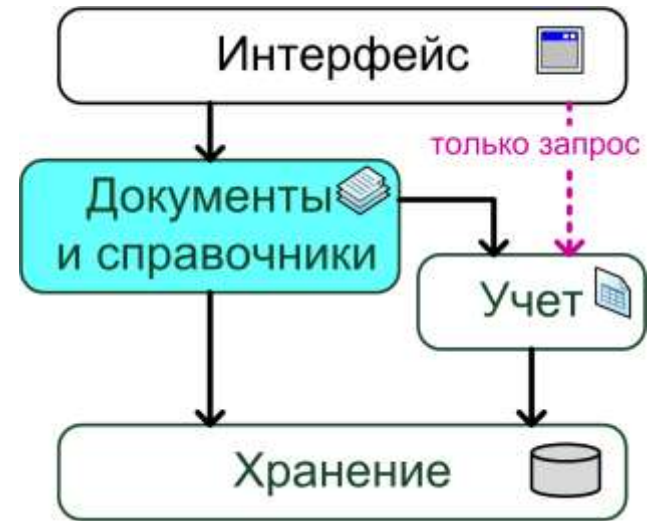 Интерфейс
только запрос
Документы
и справочники
Учет
Хранение